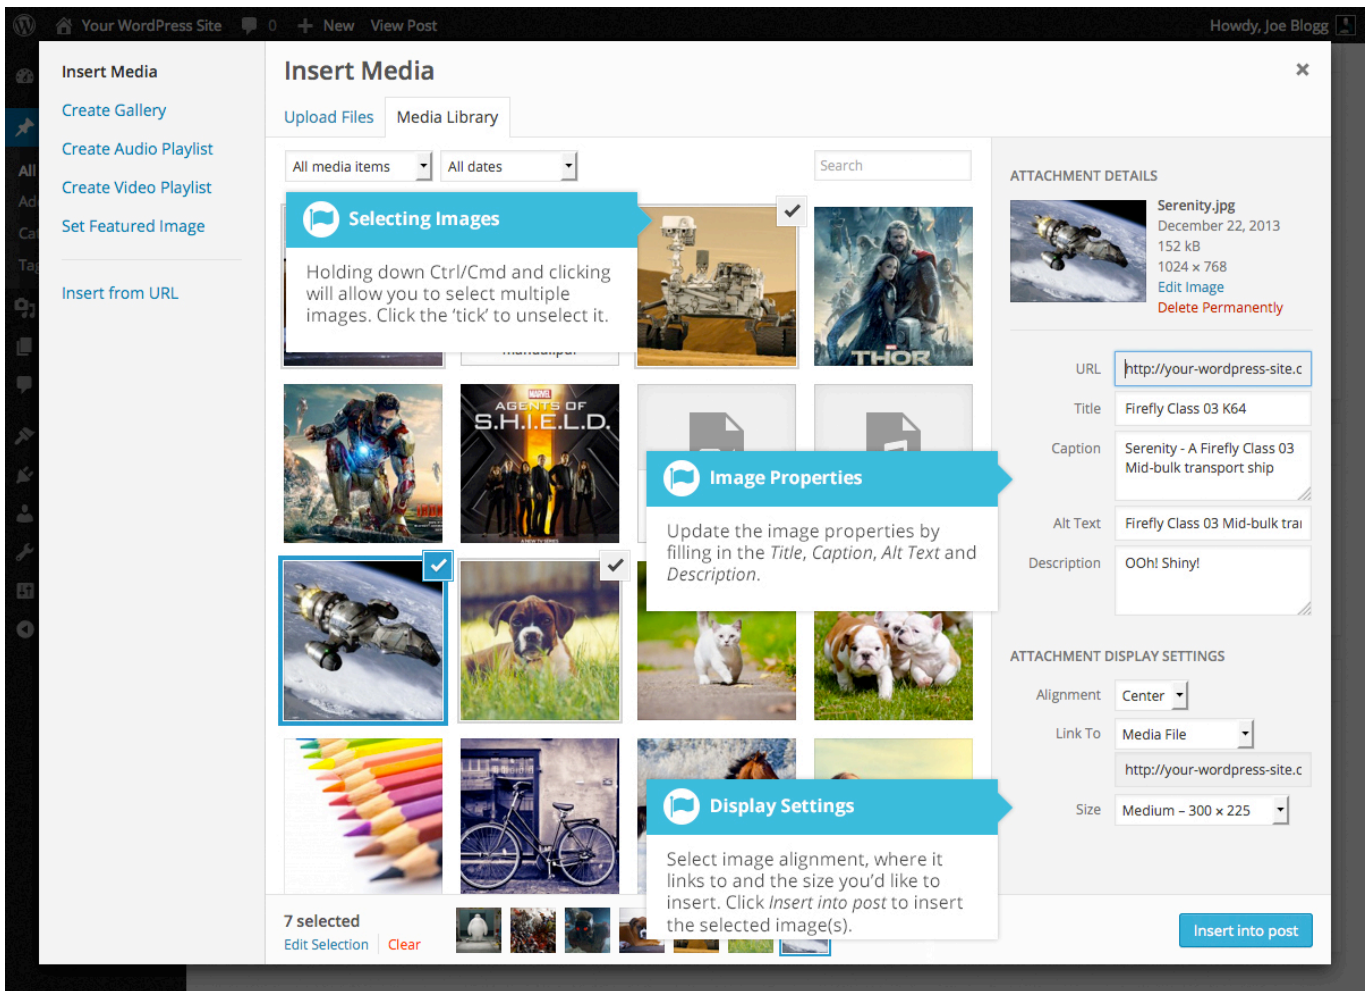 Your WordPress Site
0
New
View Post
Howdy, Joe Blogg
Insert Media
Create Gallery
Create Audio Playlist
Create Video Playlist
Set Featured Image
Insert from URL
All
Insert Media
Upload Files
Media Library
All media items
All dates
Search
Selecting Images
Holding down Ctrl/Cmd and clicking
will allow you to select multiple
images. Click the ‘tick’ to unselect it.
MARVEL
THOR
MARVEL
AGENTS OF
S.H.I.E.L.D.
A NEW TV SERIES
Image Properties
Update the image properties by
filling in the Title, Caption, Alt Text and
Description.
Display Settings
Select image alignment, where it
links to and the size you’d like to
insert. Click Insert into post to insert
the selected image(s).
7 selected
Edit Selection
Clear
ATTACHMENT DETAILS
Serenity.jpg
December 22, 2013
152 kB
1024 × 768
Edit Image
Delete Permanently
URL
http://your-wordpress-site.c
Title
Firefly Class 03 K64
Caption
Serenity - A Firefly Class 03
Mid-bulk transport ship
Alt Text
Firefly Class 03 Mid-bulk tra
Description
OOh! Shiny!
ATTACHMENT DISPLAY SETTINGS
Alignment
Center
Link To
Media File
http://your-wordpress-site.c
Size
Medium – 300 × 225
Insert into post